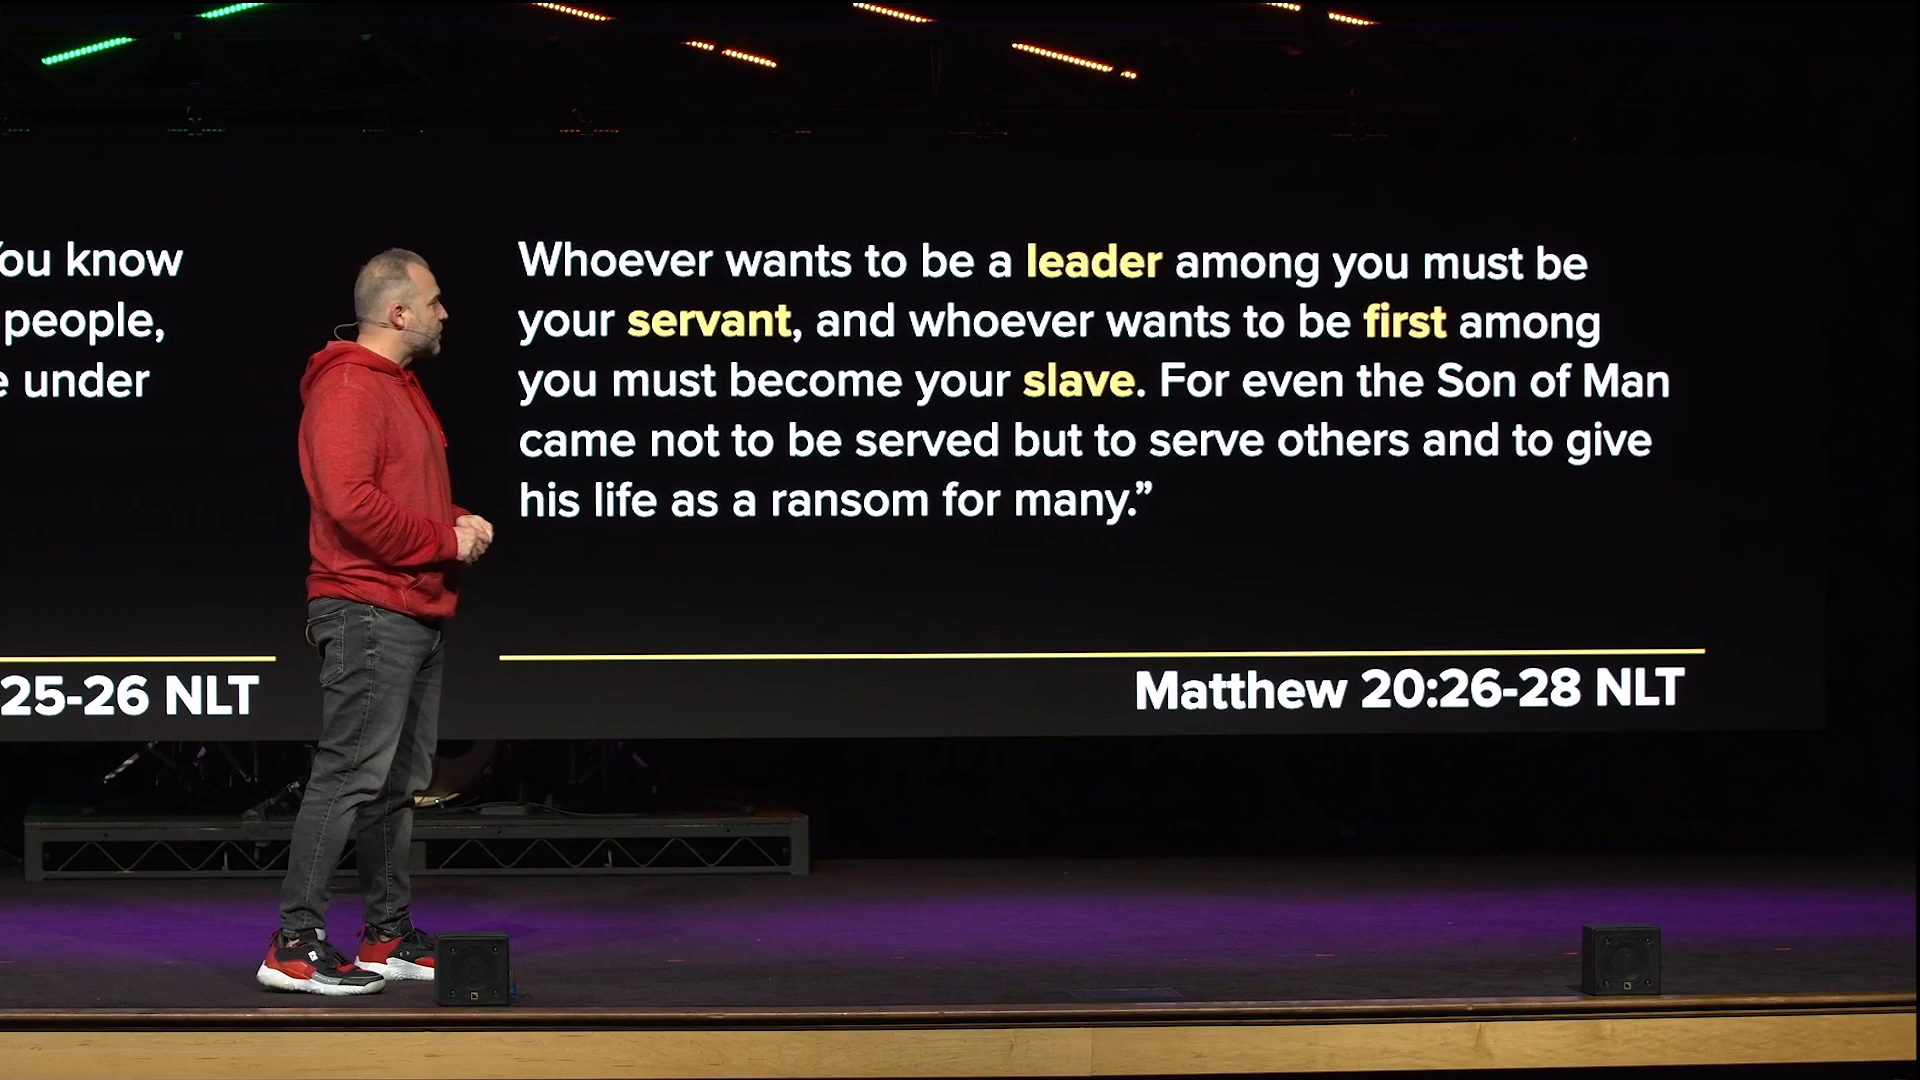 ou know
people,
under
25-26 NLT
Whoever wants to be a leader among you must be
your servant, and whoever wants to be first among
you must become your slave. For even the Son of Man
came not to be served but to serve others and to give
his life as a ransom for many.”
Matthew 20:26-28 NLT